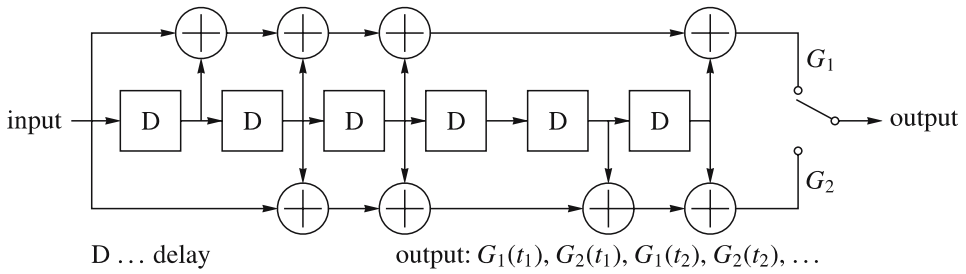 G₁
input D D D D D D output
G₂
D … delay output: G₁(t₁), G₂(t₁), G₁(t₂), G₂(t₂), …